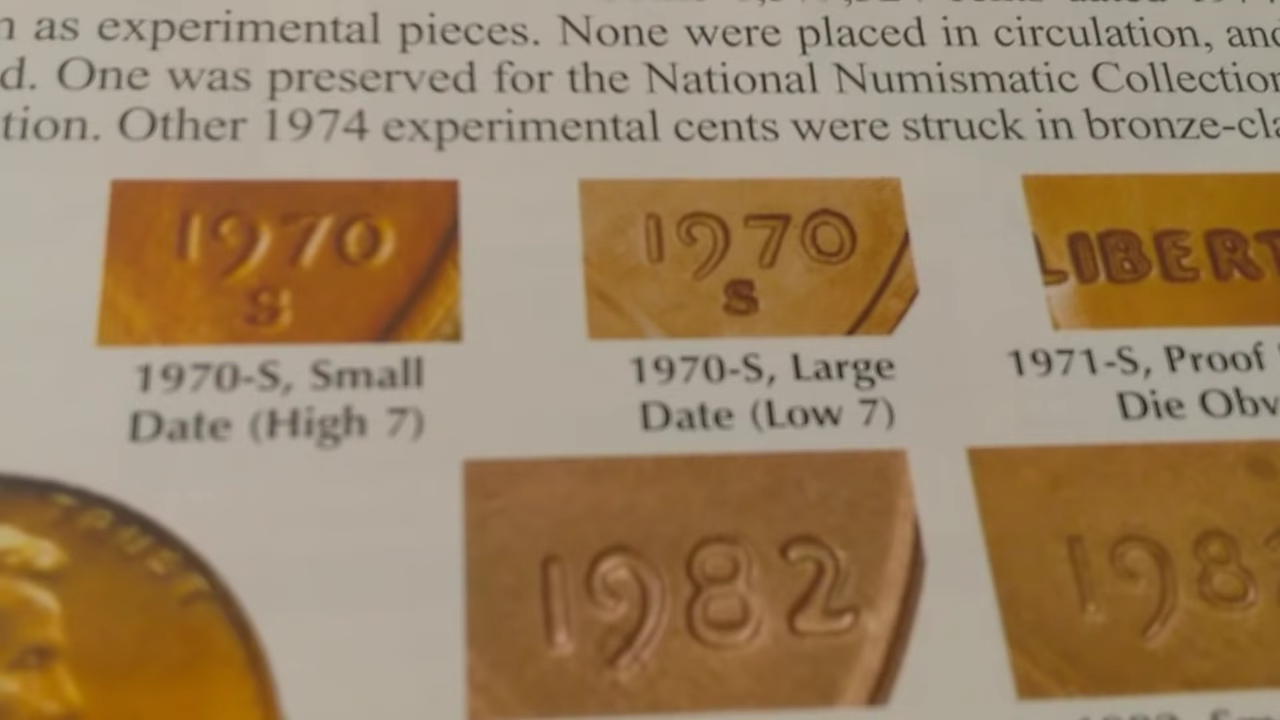 as experimental pieces. None were placed in circulation, and
d. One was preserved for the National Numismatic Collection
tion. Other 1974 experimental cents were struck in bronze-cla
1970
S
1970
S
LIBERT
1970-S, Small
Date (High 7)
1970-S, Large
Date (Low 7)
1971-S, Proof
Die Obv
1982
198